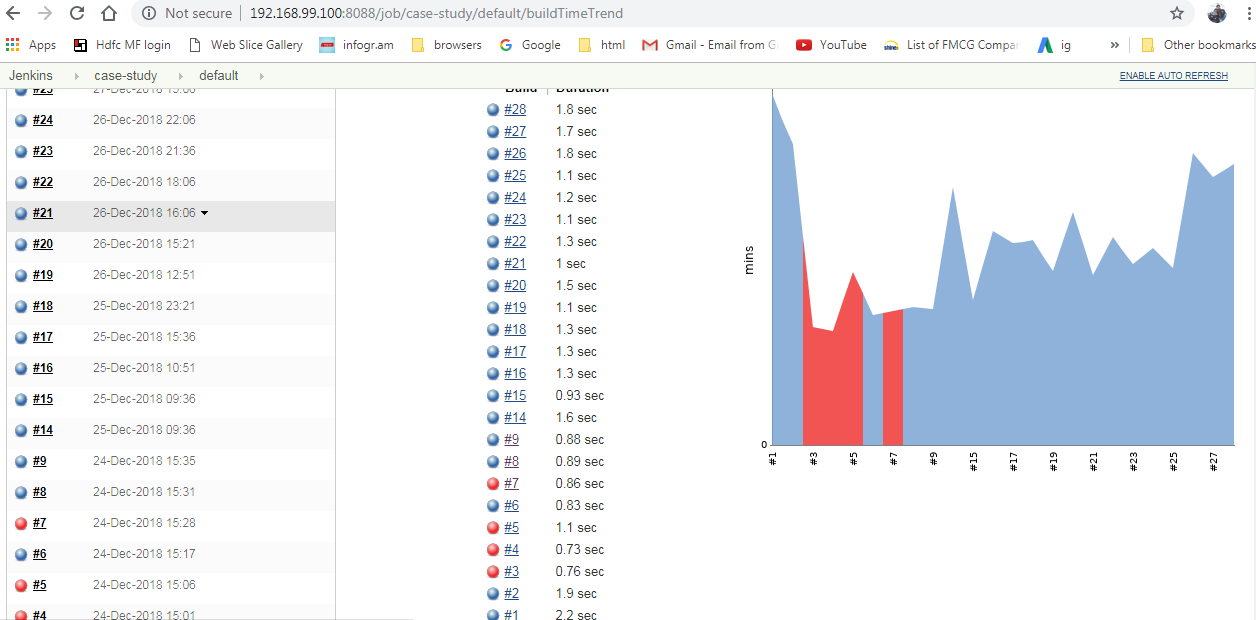 Not secure 192.168.99.100:8088/job/case-study/default/buildTimeTrend
Apps Hdfc MF login Web Slice Gallery infogr.am browsers Google html Gmail - Email from G YouTube List of FMCG Compa ig » Other bookmarks
Jenkins case-study default ENABLE AUTO REFRESH
#25 27-Dec-2018 15:06
#24 26-Dec-2018 22:06
#23 26-Dec-2018 21:36
#22 26-Dec-2018 18:06
#21 26-Dec-2018 16:06
#20 26-Dec-2018 15:21
#19 26-Dec-2018 12:51
#18 25-Dec-2018 23:21
#17 25-Dec-2018 15:36
#16 25-Dec-2018 10:51
#15 25-Dec-2018 09:36
#14 25-Dec-2018 09:36
#9 24-Dec-2018 15:35
#8 24-Dec-2018 15:31
#7 24-Dec-2018 15:28
#6 24-Dec-2018 15:17
#5 24-Dec-2018 15:06
#4 24-Dec-2018 15:01
Build Duration
#28 1.8 sec
#27 1.7 sec
#26 1.8 sec
#25 1.1 sec
#24 1.2 sec
#23 1.1 sec
#22 1.3 sec
#21 1 sec
#20 1.5 sec
#19 1.1 sec
#18 1.3 sec
#17 1.3 sec
#16 1.3 sec
#15 0.93 sec
#14 1.6 sec
#9 0.88 sec
#8 0.89 sec
#7 0.86 sec
#6 0.83 sec
#5 1.1 sec
#4 0.73 sec
#3 0.76 sec
#2 1.9 sec
#1 2.2 sec
mins
0
#1 #3 #5 #7 #9 #15 #17 #19 #21 #23 #25 #27